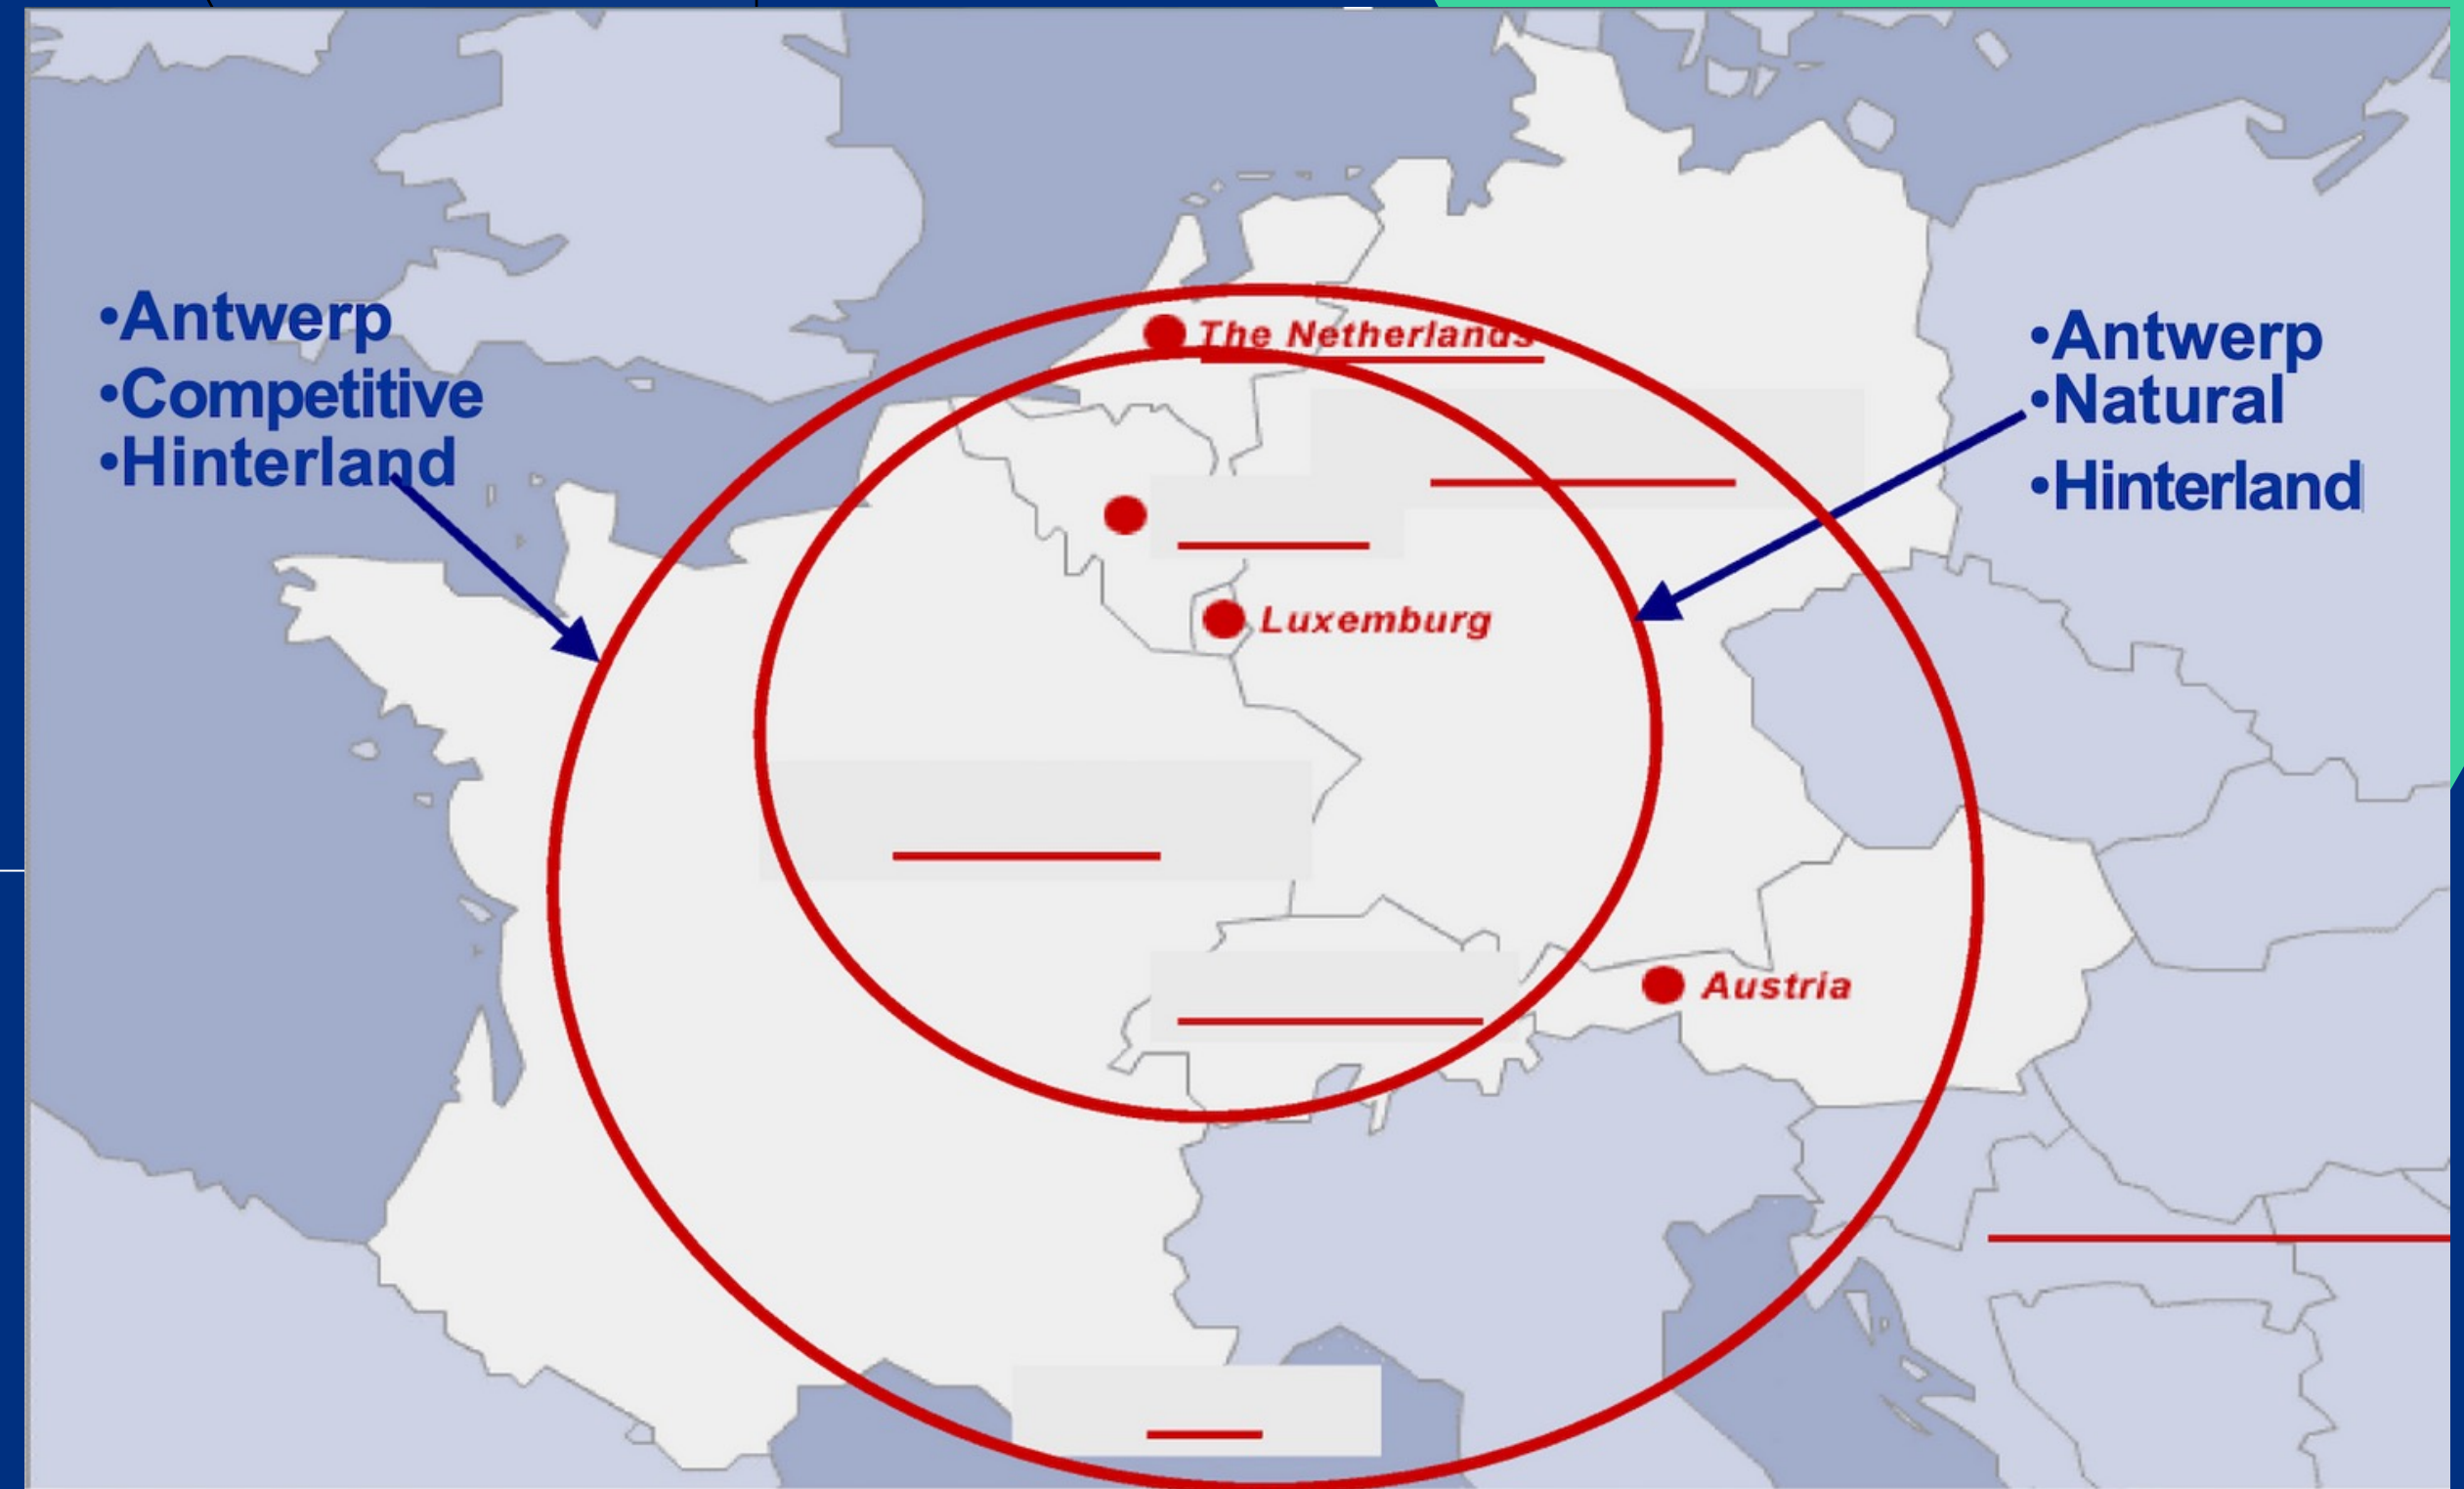 •Antwerp
•Competitive
•Hinterland
•Antwerp
•Natural
•Hinterland
The Netherlands
Luxemburg
Austria